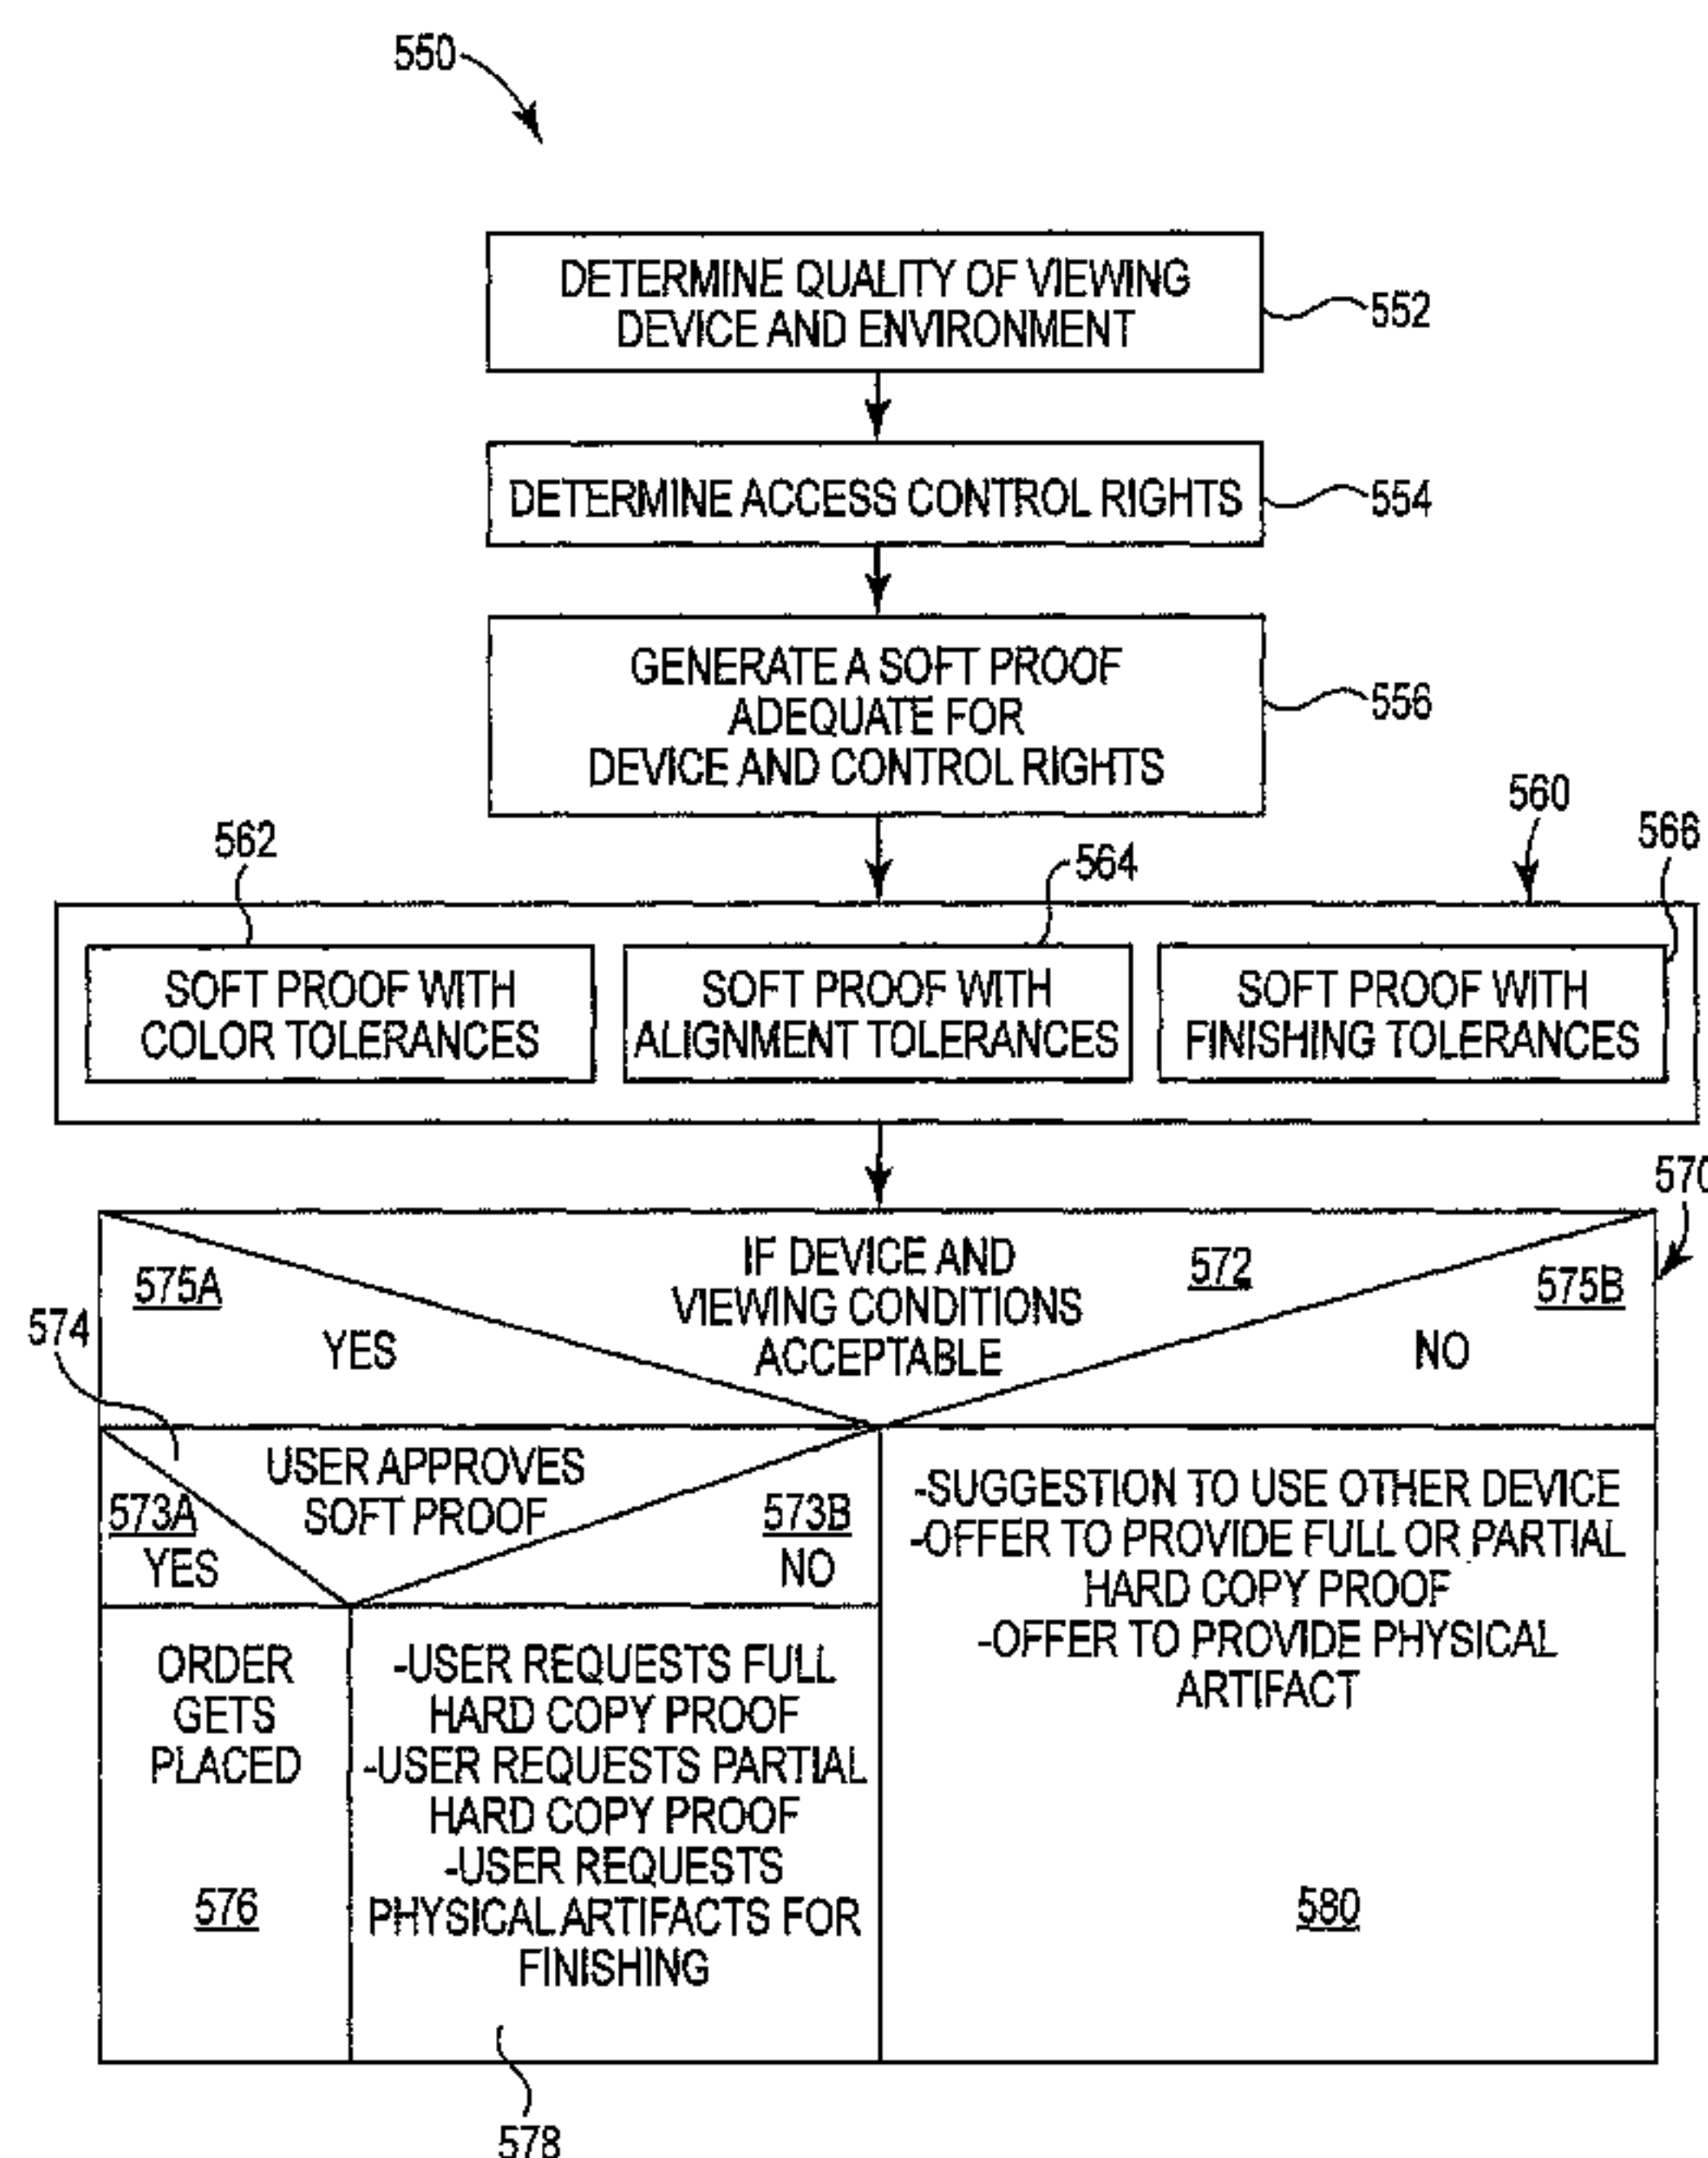 550
DETERMINE QUALITY OF VIEWING
DEVICE AND ENVIRONMENT
552
DETERMINE ACCESS CONTROL RIGHTS
554
GENERATE A SOFT PROOF
ADEQUATE FOR
DEVICE AND CONTROL RIGHTS
556
560
562
564
566
SOFT PROOF WITH
COLOR TOLERANCES
SOFT PROOF WITH
ALIGNMENT TOLERANCES
SOFT PROOF WITH
FINISHING TOLERANCES
570
IF DEVICE AND
VIEWING CONDITIONS
ACCEPTABLE
572
575A
YES
575B
NO
574
USER APPROVES
SOFT PROOF
573A
YES
573B
NO
ORDER
GETS
PLACED
576
-USER REQUESTS FULL
HARD COPY PROOF
-USER REQUESTS PARTIAL
HARD COPY PROOF
-USER REQUESTS
PHYSICAL ARTIFACTS FOR
FINISHING
578
-SUGGESTION TO USE OTHER DEVICE
-OFFER TO PROVIDE FULL OR PARTIAL
HARD COPY PROOF
-OFFER TO PROVIDE PHYSICAL
ARTIFACT
580